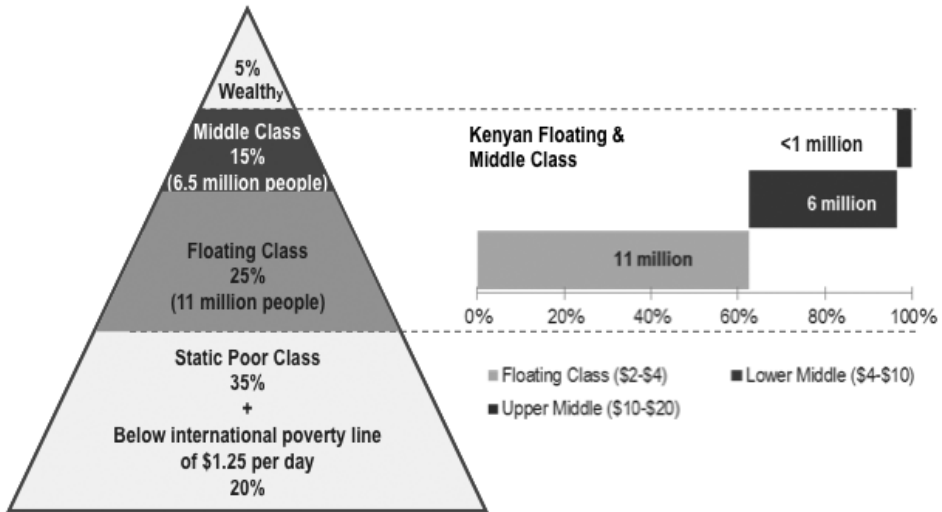 5%
Wealthy
Middle Class
15%
(6.5 million people)
Floating Class
25%
(11 million people)
Static Poor Class
35%
+
Below international poverty line
of $1.25 per day
20%
Kenyan Floating &
Middle Class
<1 million
6 million
11 million
0% 20% 40% 60% 80% 100%
Floating Class ($2-$4) Lower Middle ($4-$10)
Upper Middle ($10-$20)